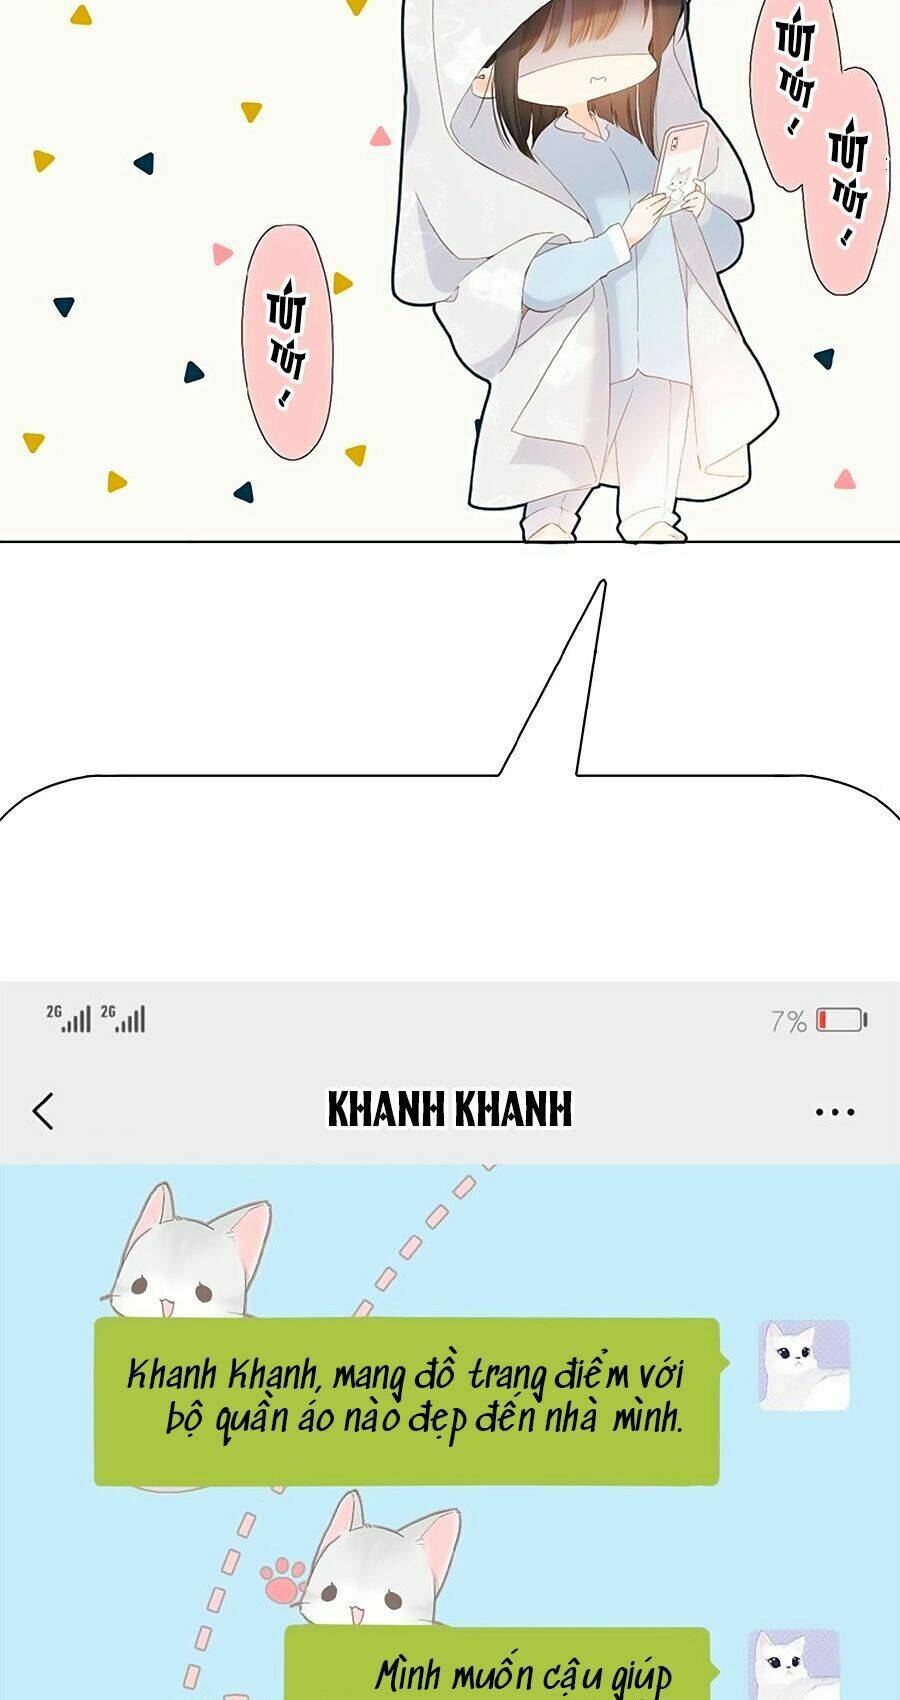 TÚT
TÚT!
TÚT
TÚT!
TÚT
TÚT!
2G 2G 7%
KHANH KHANH
Khanh Khanh, mang đồ trang điểm với
bộ quần áo nào đẹp đến nhà mình.
Mình muốn cậu giúp